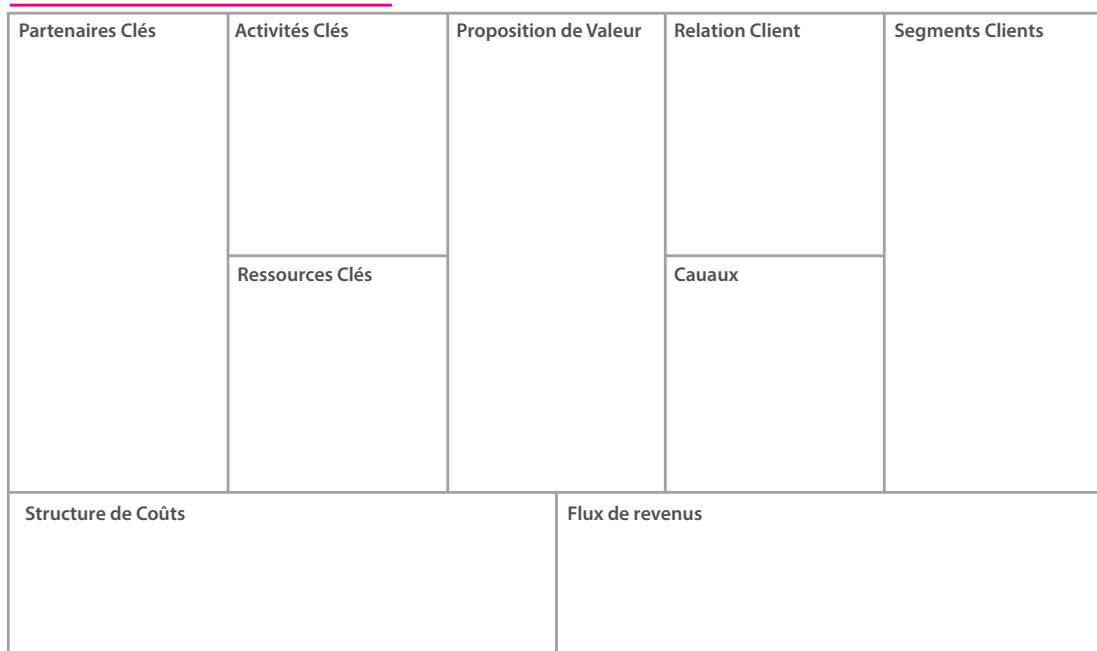 Partenaires Clés
Activités Clés
Proposition de Valeur
Relation Client
Segments Clients
Ressources Clés
Cauaux
Structure de Coûts
Flux de revenus